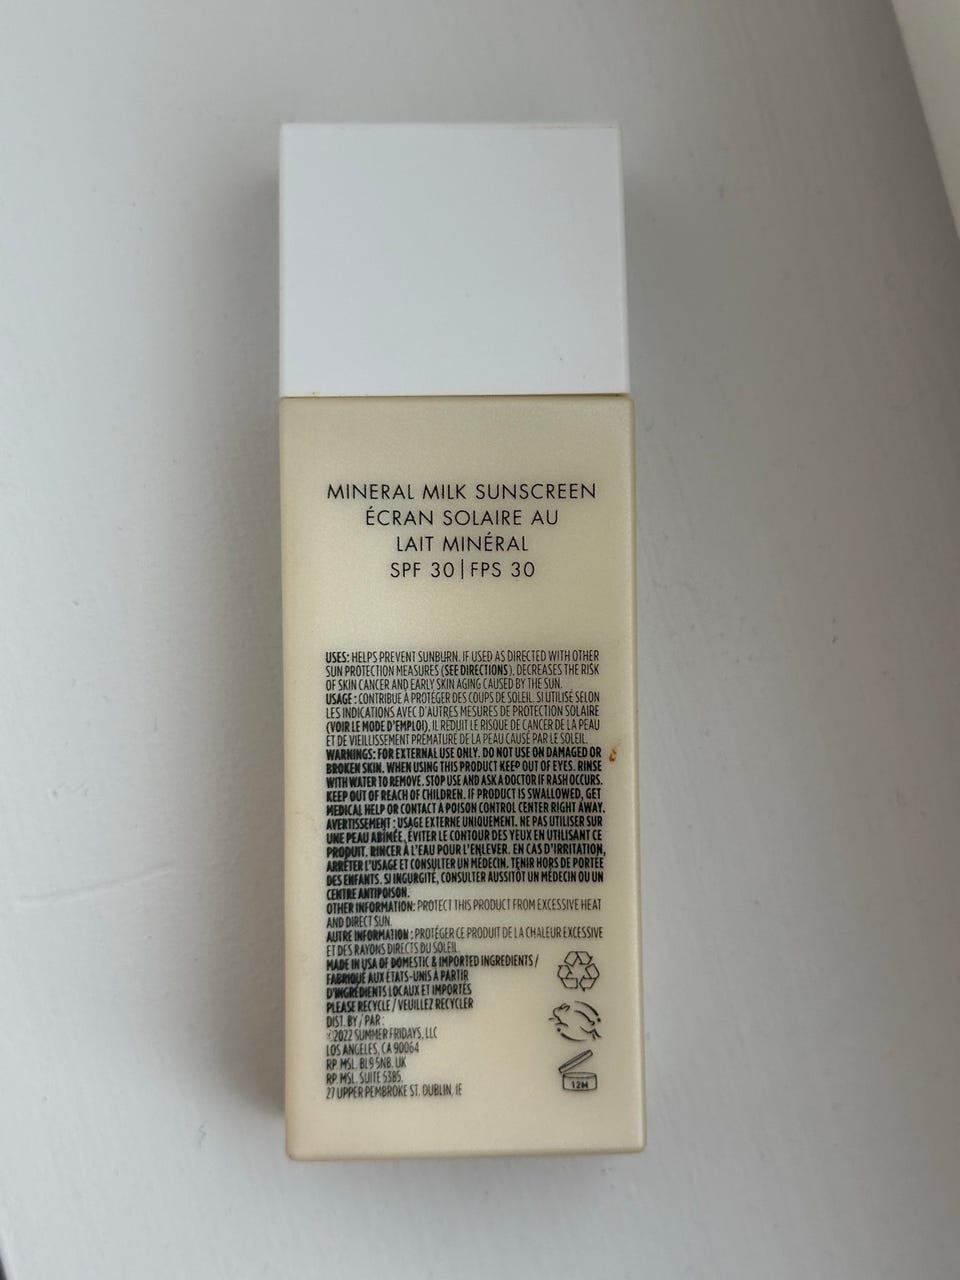 MINERAL MILK SUNSCREEN
ÉCRAN SOLAIRE AU
LAIT MINÉRAL
SPF 30 | FPS 30
USES: HELPS PREVENT SUNBURN. IF USED AS DIRECTED WITH OTHER
SUN PROTECTION MEASURES (SEE DIRECTIONS), DECREASES THE RISK
OF SKIN CANCER AND EARLY SKIN AGING CAUSED BY THE SUN.
USAGE : CONTRIBUE À PROTÉGER DES COUPS DE SOLEIL. SI UTILISÉ SELON
LES INDICATIONS AVEC D'AUTRES MESURES DE PROTECTION SOLAIRE
(VOIR LE MODE D'EMPLOI), IL RÉDUIT LE RISQUE DE CANCER DE LA PEAU
ET DE VIEILLISSEMENT PRÉMATURÉ DE LA PEAU CAUSÉ PAR LE SOLEIL.
WARNINGS: FOR EXTERNAL USE ONLY. DO NOT USE ON DAMAGED OR
BROKEN SKIN. WHEN USING THIS PRODUCT KEEP OUT OF EYES. RINSE
WITH WATER TO REMOVE. STOP USE AND ASK A DOCTOR IF RASH OCCURS.
KEEP OUT OF REACH OF CHILDREN. IF PRODUCT IS SWALLOWED, GET
MEDICAL HELP OR CONTACT A POISON CONTROL CENTER RIGHT AWAY.
AVERTISSEMENT : USAGE EXTERNE UNIQUEMENT. NE PAS UTILISER SUR
UNE PEAU ABÎMÉE, ÉVITER LE CONTOUR DES YEUX EN UTILISANT CE
PRODUIT. RINCER À L'EAU POUR L'ENLEVER. EN CAS D'IRRITATION,
ARRÊTER L'USAGE ET CONSULTER UN MÉDECIN. TENIR HORS DE PORTÉE
DES ENFANTS. SI INGURGITÉ, CONSULTER AUSSITÔT UN MÉDECIN OU UN
CENTRE ANTIPOISON.
OTHER INFORMATION: PROTECT THIS PRODUCT FROM EXCESSIVE HEAT
AND DIRECT SUN.
AUTRE INFORMATION : PROTÉGER CE PRODUIT DE LA CHALEUR EXCESSIVE
ET DES RAYONS DIRECTS DU SOLEIL.
MADE IN USA OF DOMESTIC & IMPORTED INGREDIENTS /
FABRIQUÉ AUX ÉTATS-UNIS À PARTIR
D'INGRÉDIENTS LOCAUX ET IMPORTÉS
PLEASE RECYCLE / VEUILLEZ RECYCLER
DIST. BY / PAR :
©2022 SUMMER FRIDAYS, LLC
LOS ANGELES, CA 90064
RP. MSL. BL9 5NB. UK
RP. MSL. SUITE 5385.
27 UPPER PEMBROKE ST. DUBLIN, IE
12M